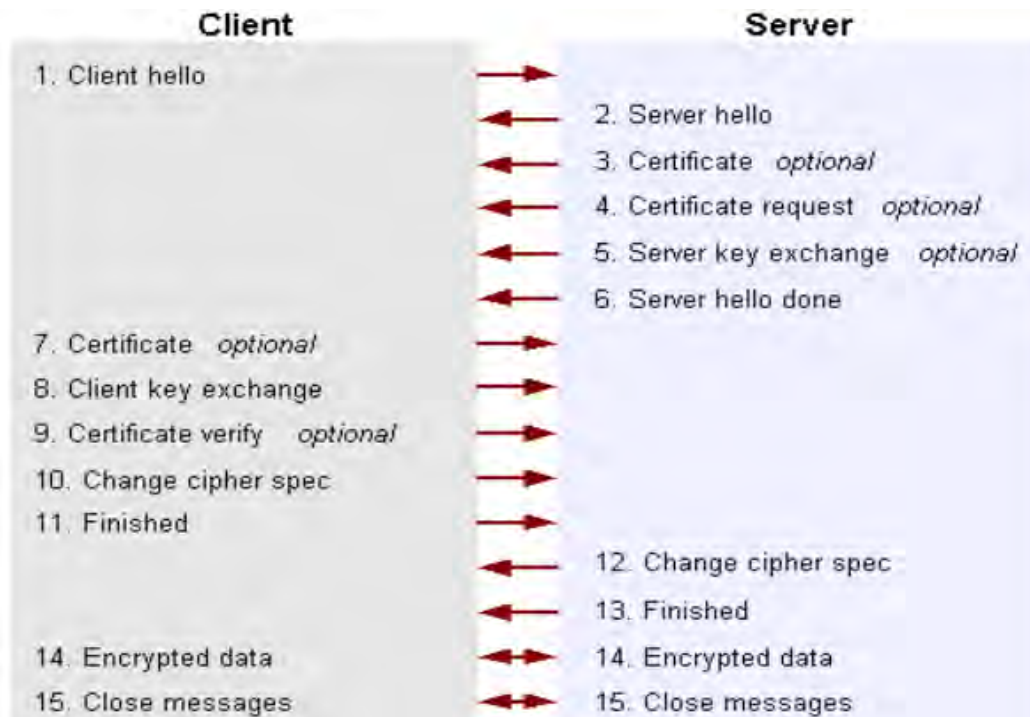 Client Server
1. Client hello
2. Server hello
3. Certificate optional
4. Certificate request optional
5. Server key exchange optional
6. Server hello done
7. Certificate optional
8. Client key exchange
9. Certificate verify optional
10. Change cipher spec
11. Finished
12. Change cipher spec
13. Finished
14. Encrypted data 14. Encrypted data
15. Close messages 15. Close messages